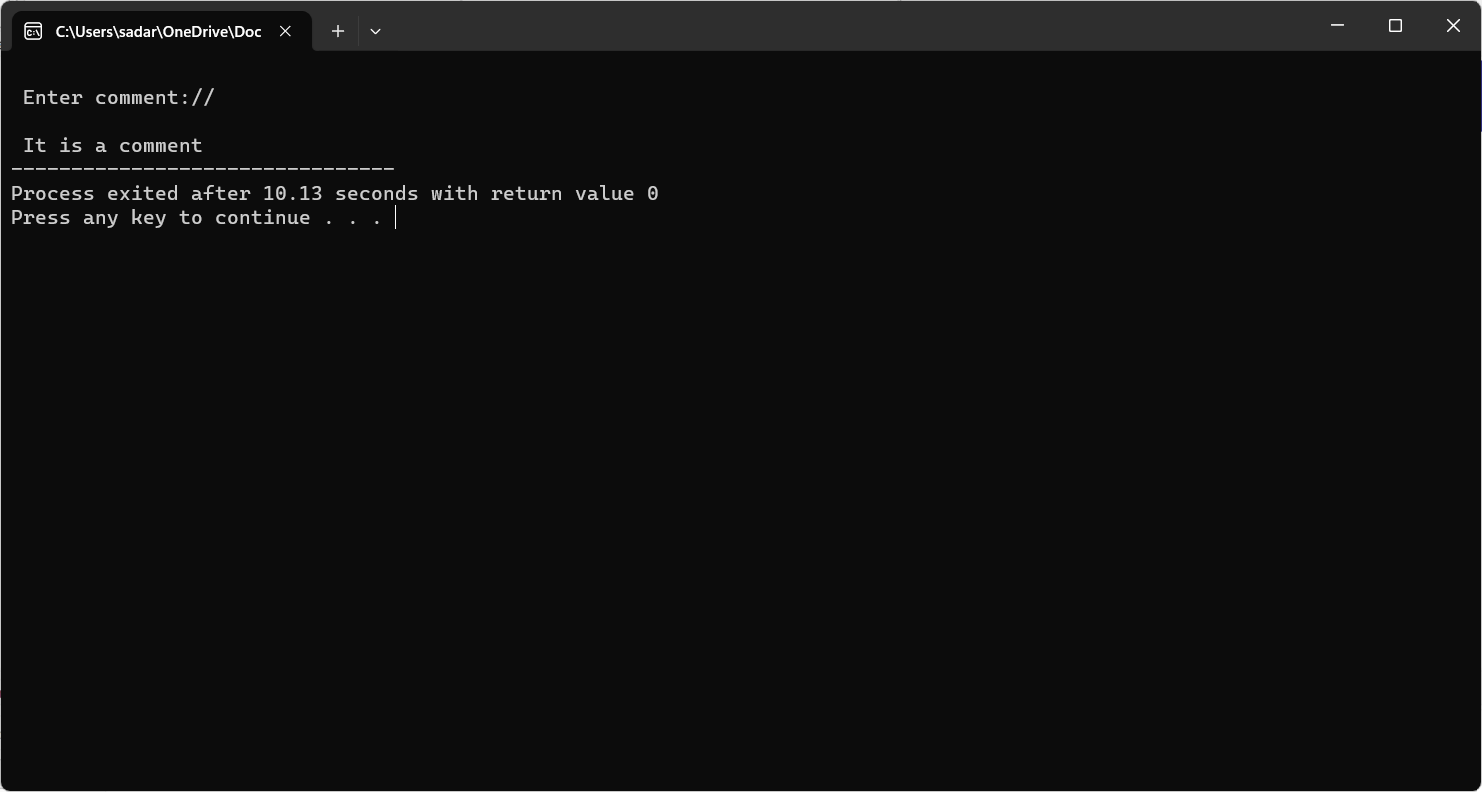 C:\Users\sadar\OneDrive\Doc
Enter comment://
It is a comment
--------------------------------
Process exited after 10.13 seconds with return value 0
Press any key to continue . . .